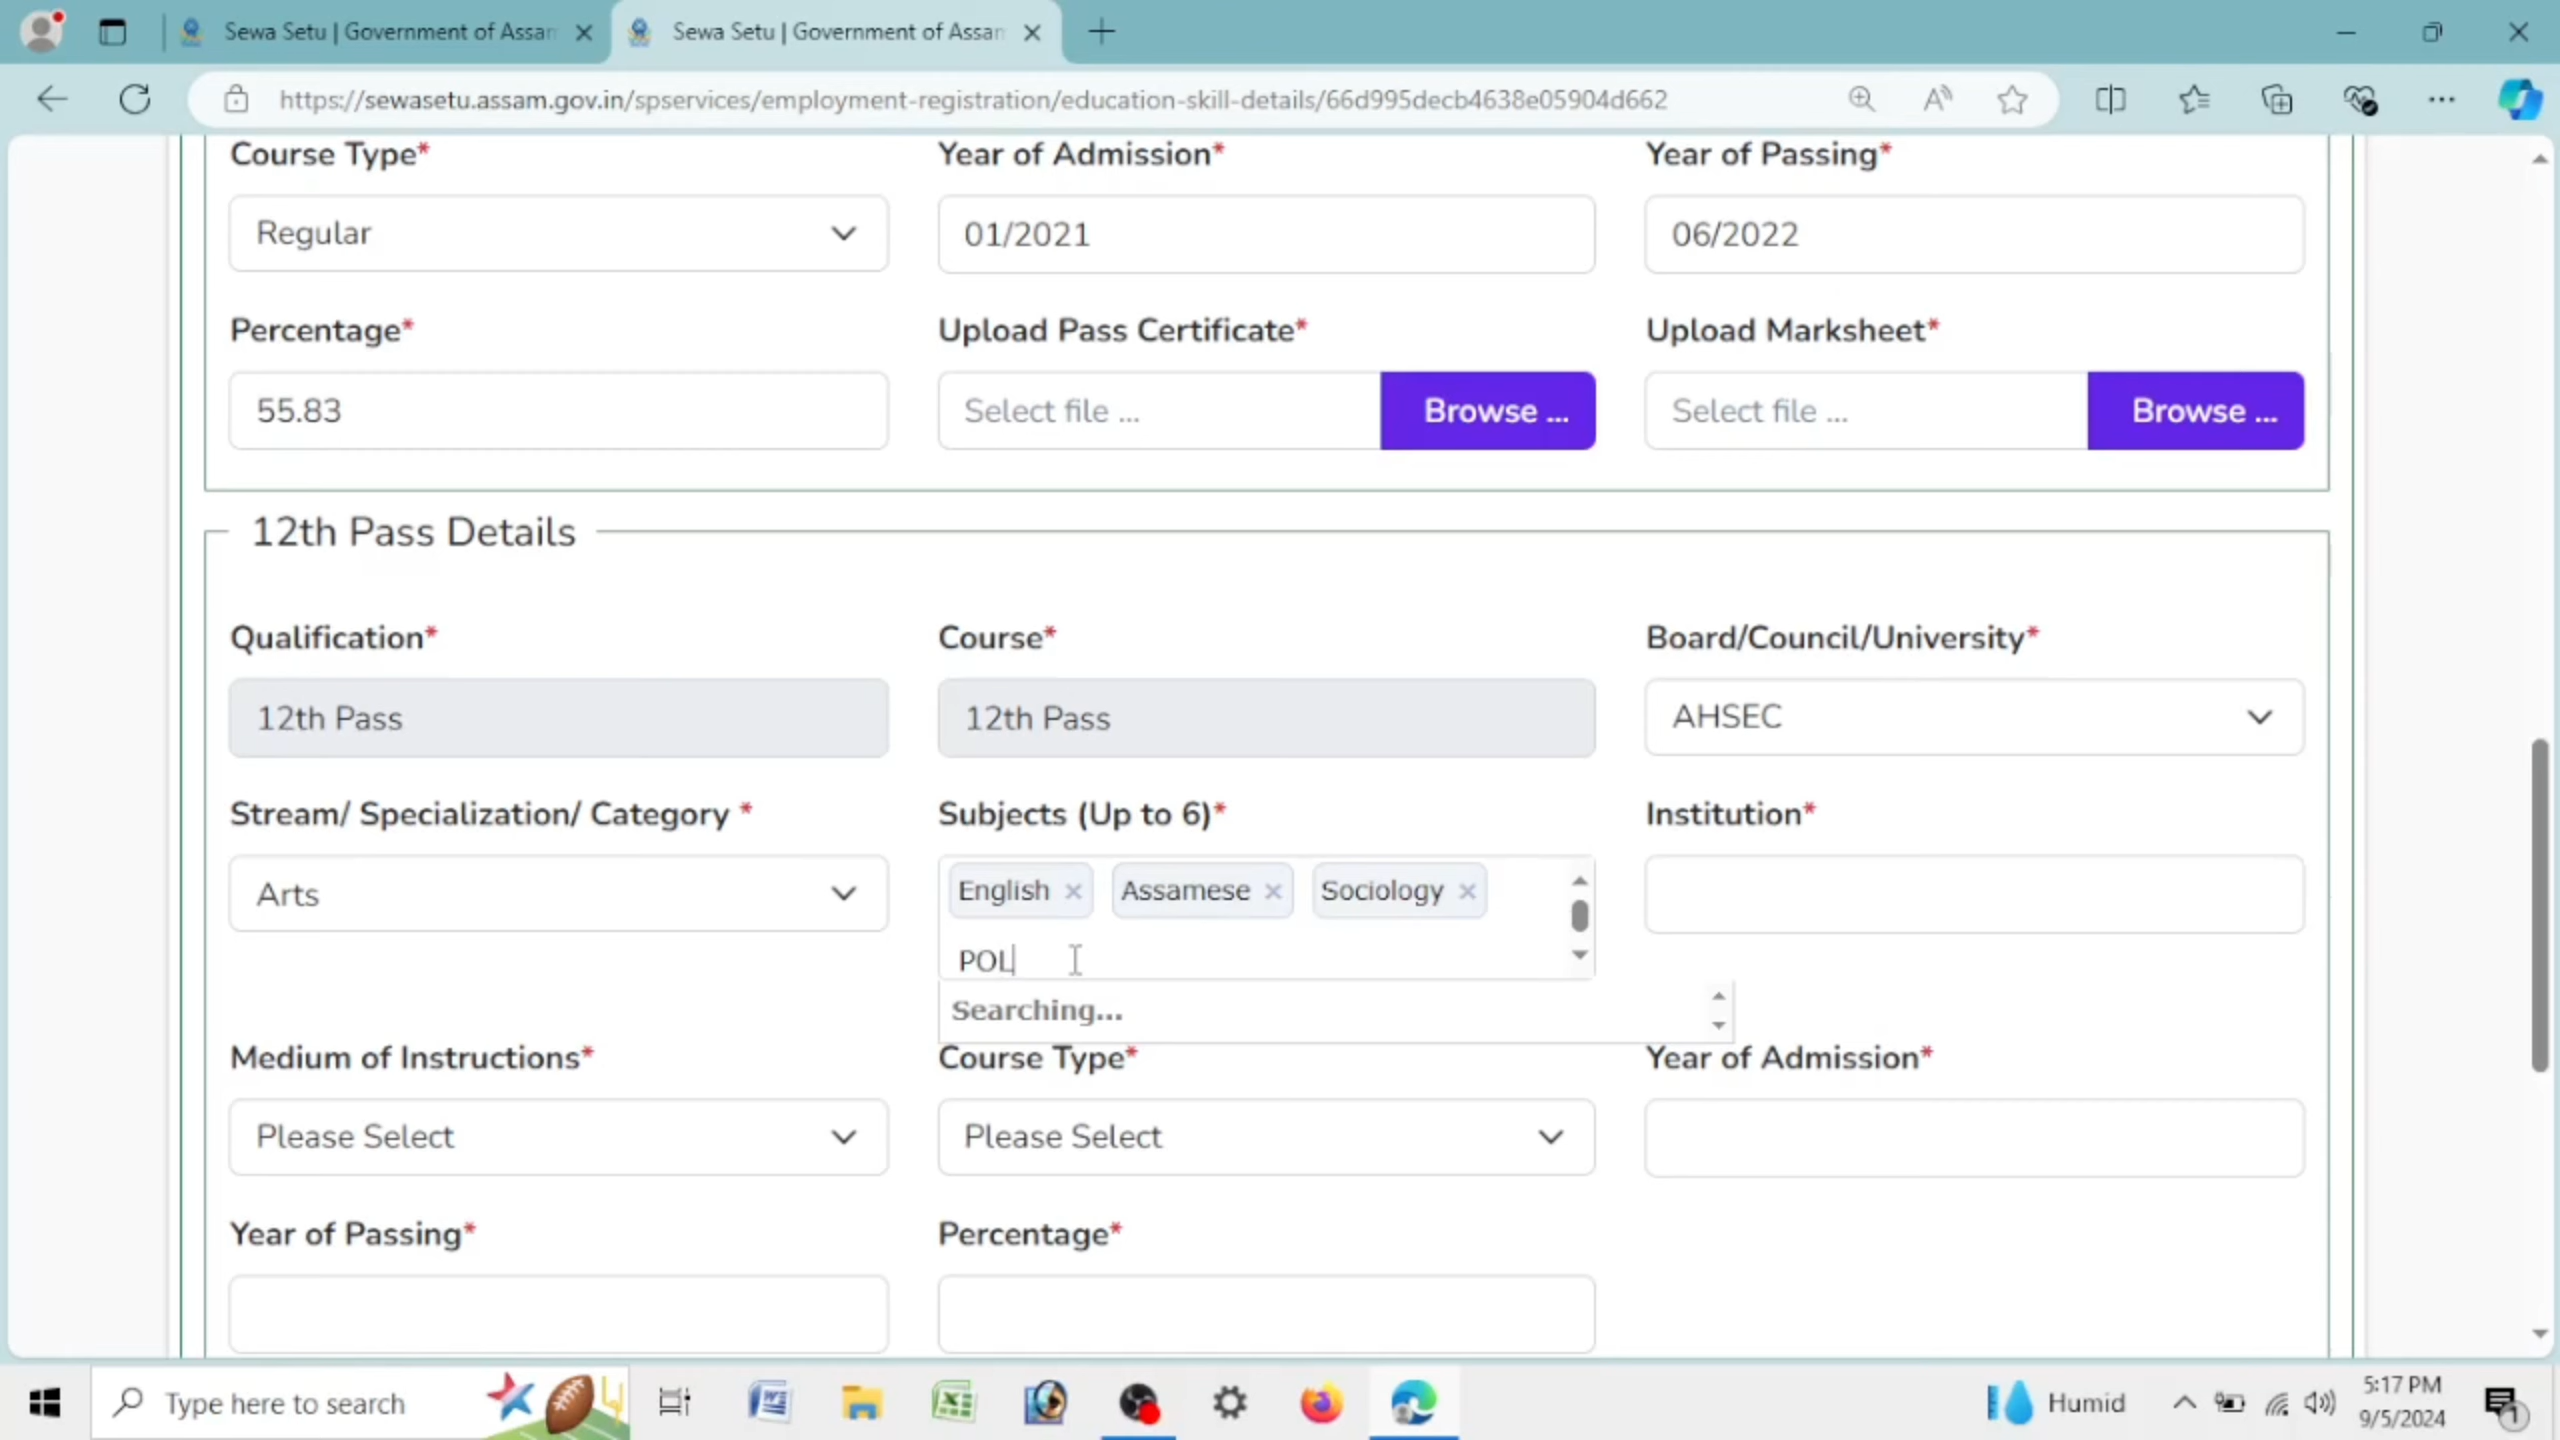 Sewa Setu | Government of Assam
Sewa Setu | Government of Assam
https://sewasetu.assam.gov.in/spservices/employment-registration/education-skill-details/66d995decb4638e05904d662
Course Type* Year of Admission* Year of Passing*
Regular 01/2021 06/2022
Percentage* Upload Pass Certificate* Upload Marksheet*
55.83 Select file ... Browse ... Select file ... Browse ...
12th Pass Details
Qualification* Course* Board/Council/University*
12th Pass 12th Pass AHSEC
Stream/ Specialization/ Category * Subjects (Up to 6)* Institution*
Arts English × Assamese × Sociology ×
POL
Searching...
Medium of Instructions* Course Type* Year of Admission*
Please Select Please Select
Year of Passing* Percentage*
Type here to search
Humid
5:17 PM
9/5/2024
1